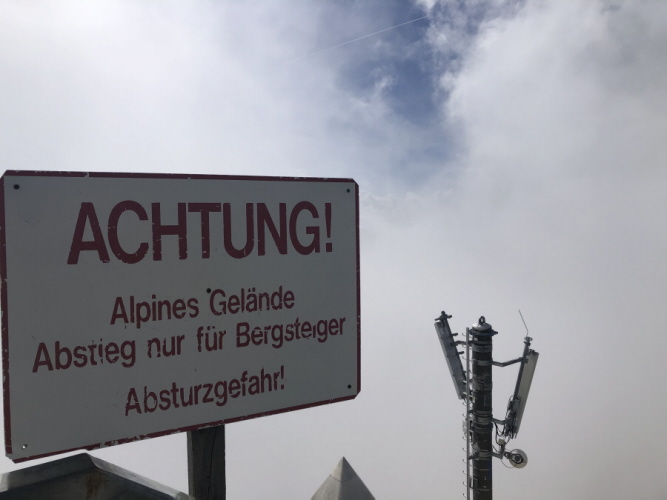 ACHTUNG!
Alpines Gelände
Abstieg nur für Bergsteiger
Absturzgefahr!